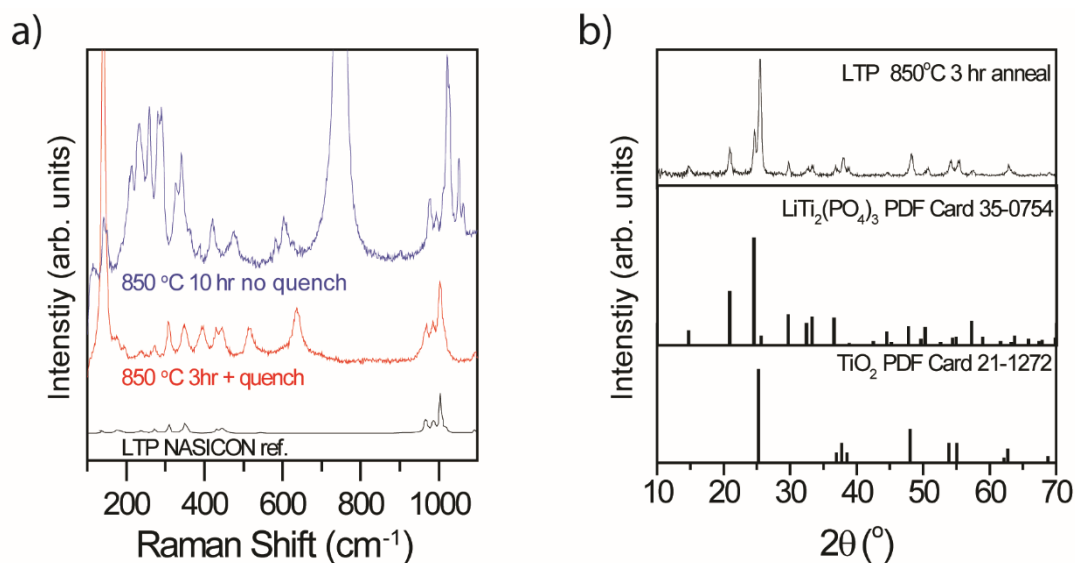 a)
Intenstiy (arb. units)
850 °C 10 hr no quench
850 °C 3hr + quench
LTP NASICON ref.
200 400 600 800 1000
Raman Shift (cm⁻¹)
b)
Intenstiy (arb. units)
LTP 850°C 3 hr anneal
LiTi₂(PO₄)₃ PDF Card 35-0754
TiO₂ PDF Card 21-1272
10 20 30 40 50 60 70
2θ (°)